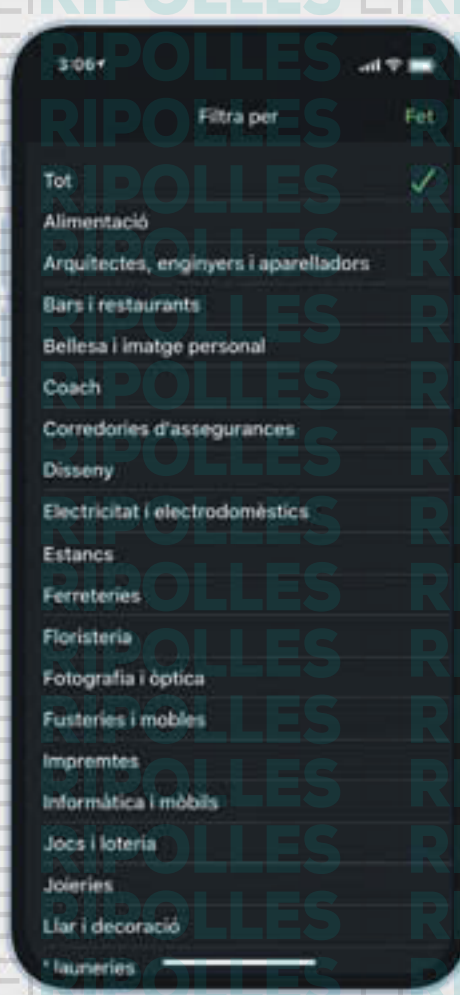 3:06
Filtra per
Fet
Tot
Alimentació
Arquitectes, enginyers i aparelladors
Bars i restaurants
Bellesa i imatge personal
Coach
Corredories d'assegurances
Disseny
Electricitat i electrodomèstics
Estancs
Ferreteries
Floristeria
Fotografia i òptica
Fusteries i mobles
Impremtes
Informàtica i mòbils
Jocs i loteria
Joieries
Llar i decoració
RIPOLLES